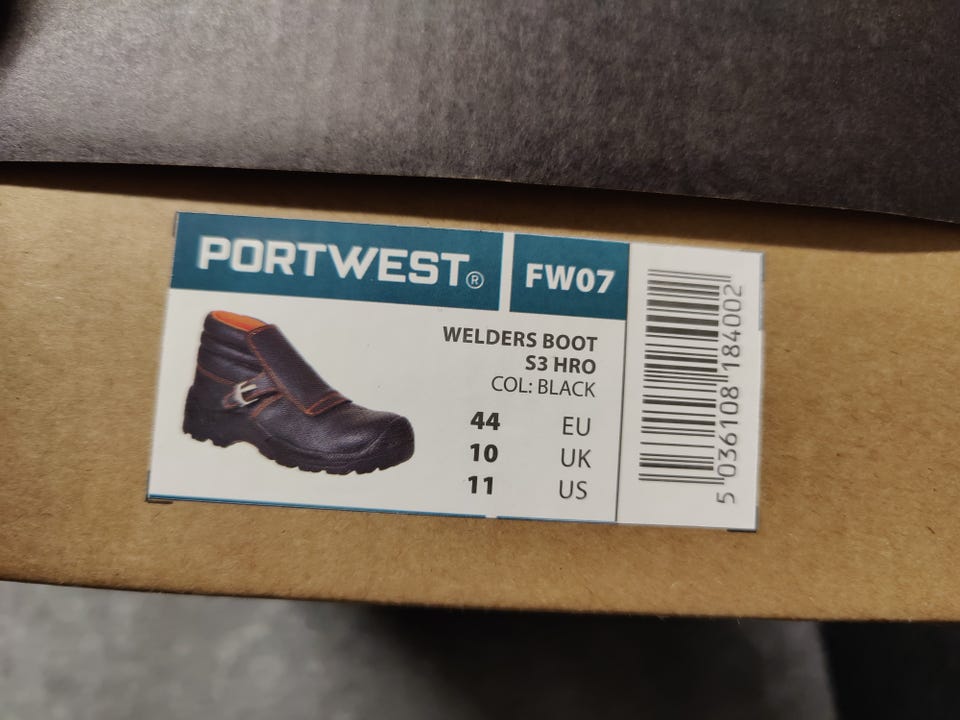 PORTWEST®
FW07
WELDERS BOOT
S3 HRO
COL: BLACK
44 EU
10 UK
11 US
5 036108 184002